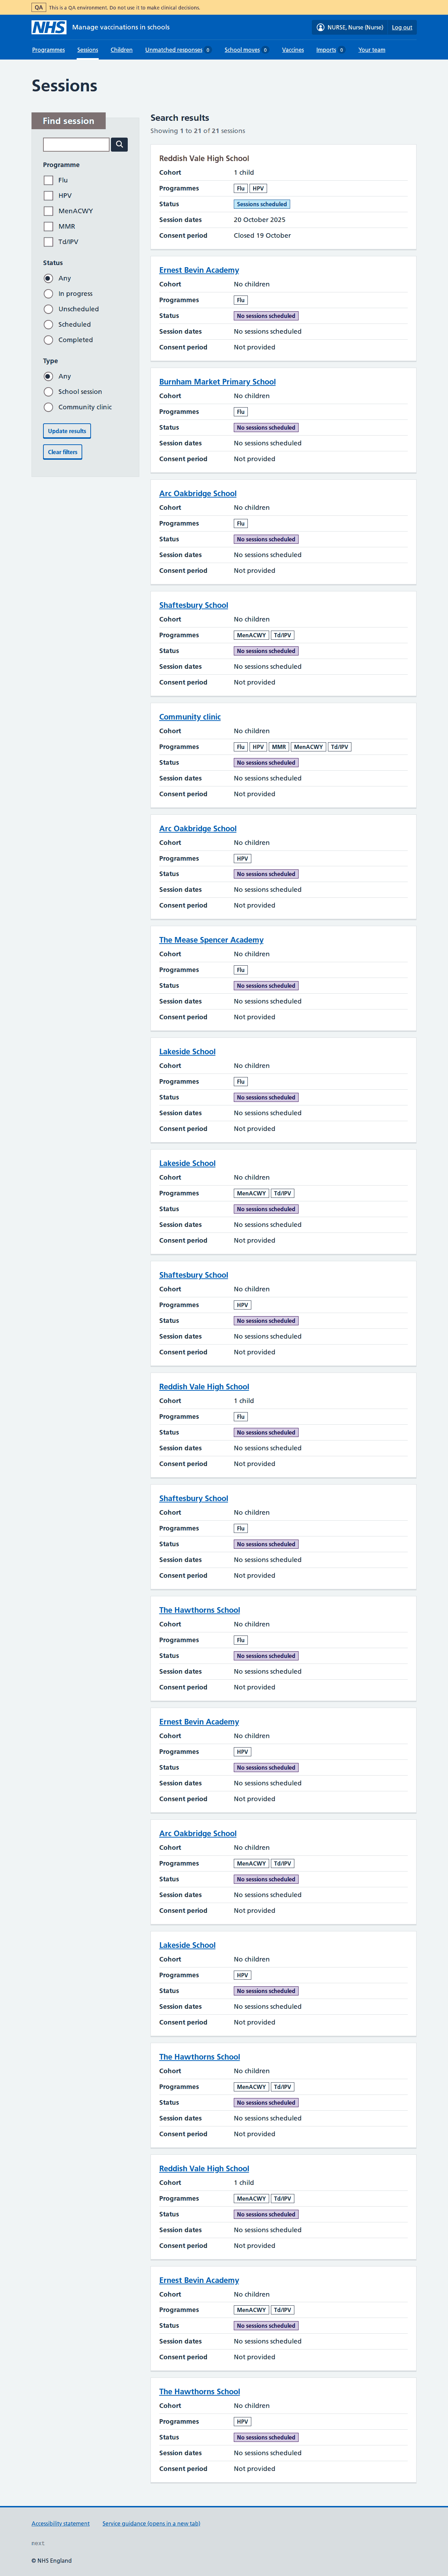 QA This is a QA environment. Do not use it to make clinical decisions.
NHS Manage vaccinations in schools
NURSE, Nurse (Nurse) Log out
Programmes Sessions Children Unmatched responses 0 School moves 0 Vaccines Imports 0 Your team
Sessions
Find session
Programme
Flu
HPV
MenACWY
MMR
Td/IPV
Status
Any
In progress
Unscheduled
Scheduled
Completed
Type
Any
School session
Community clinic
Update results
Clear filters
Search results
Showing 1 to 21 of 21 sessions
Reddish Vale High School
Cohort 1 child
Programmes Flu HPV
Status Sessions scheduled
Session dates 20 October 2025
Consent period Closed 19 October
Ernest Bevin Academy
Cohort No children
Programmes Flu
Status No sessions scheduled
Session dates No sessions scheduled
Consent period Not provided
Burnham Market Primary School
Cohort No children
Programmes Flu
Status No sessions scheduled
Session dates No sessions scheduled
Consent period Not provided
Arc Oakbridge School
Cohort No children
Programmes Flu
Status No sessions scheduled
Session dates No sessions scheduled
Consent period Not provided
Shaftesbury School
Cohort No children
Programmes MenACWY Td/IPV
Status No sessions scheduled
Session dates No sessions scheduled
Consent period Not provided
Community clinic
Cohort No children
Programmes Flu HPV MMR MenACWY Td/IPV
Status No sessions scheduled
Session dates No sessions scheduled
Consent period Not provided
Arc Oakbridge School
Cohort No children
Programmes HPV
Status No sessions scheduled
Session dates No sessions scheduled
Consent period Not provided
The Mease Spencer Academy
Cohort No children
Programmes Flu
Status No sessions scheduled
Session dates No sessions scheduled
Consent period Not provided
Lakeside School
Cohort No children
Programmes Flu
Status No sessions scheduled
Session dates No sessions scheduled
Consent period Not provided
Lakeside School
Cohort No children
Programmes MenACWY Td/IPV
Status No sessions scheduled
Session dates No sessions scheduled
Consent period Not provided
Shaftesbury School
Cohort No children
Programmes HPV
Status No sessions scheduled
Session dates No sessions scheduled
Consent period Not provided
Reddish Vale High School
Cohort 1 child
Programmes Flu
Status No sessions scheduled
Session dates No sessions scheduled
Consent period Not provided
Shaftesbury School
Cohort No children
Programmes Flu
Status No sessions scheduled
Session dates No sessions scheduled
Consent period Not provided
The Hawthorns School
Cohort No children
Programmes Flu
Status No sessions scheduled
Session dates No sessions scheduled
Consent period Not provided
Ernest Bevin Academy
Cohort No children
Programmes HPV
Status No sessions scheduled
Session dates No sessions scheduled
Consent period Not provided
Arc Oakbridge School
Cohort No children
Programmes MenACWY Td/IPV
Status No sessions scheduled
Session dates No sessions scheduled
Consent period Not provided
Lakeside School
Cohort No children
Programmes HPV
Status No sessions scheduled
Session dates No sessions scheduled
Consent period Not provided
The Hawthorns School
Cohort No children
Programmes MenACWY Td/IPV
Status No sessions scheduled
Session dates No sessions scheduled
Consent period Not provided
Reddish Vale High School
Cohort 1 child
Programmes MenACWY Td/IPV
Status No sessions scheduled
Session dates No sessions scheduled
Consent period Not provided
Ernest Bevin Academy
Cohort No children
Programmes MenACWY Td/IPV
Status No sessions scheduled
Session dates No sessions scheduled
Consent period Not provided
The Hawthorns School
Cohort No children
Programmes HPV
Status No sessions scheduled
Session dates No sessions scheduled
Consent period Not provided
Accessibility statement Service guidance (opens in a new tab)
next
© NHS England